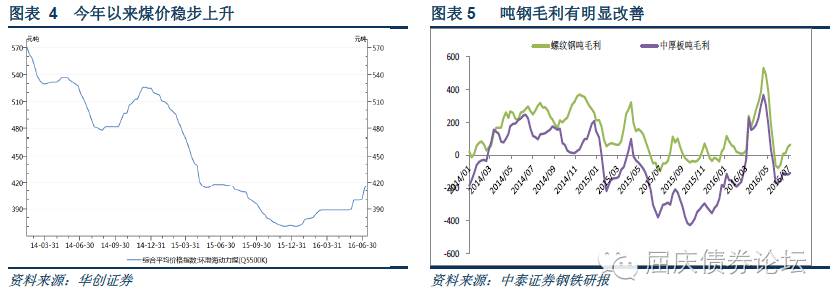 图表 4 今年以来煤价稳步上升
元吨 元吨
570 570
540 540
510 510
480 480
450 450
420 420
390 390
14-03-31 14-06-30 14-09-30 14-12-31 15-03-31 15-06-30 15-09-30 15-12-31 16-03-31 16-06-30
综合平均价格指数:环渤海动力煤(Q5500K)
资料来源：华创证券
图表 5 吨钢毛利有明显改善
螺纹钢吨毛利 中厚板吨毛利
600
400
200
0
-200
-400
-600
2014/01 2014/03 2014/05 2014/07 2014/09 2014/11 2015/01 2015/03 2015/05 2015/07 2015/09 2015/11 2016/01 2016/03 2016/05 2016/07
资料来源：中泰证券钢铁研报
屈庆债券论坛